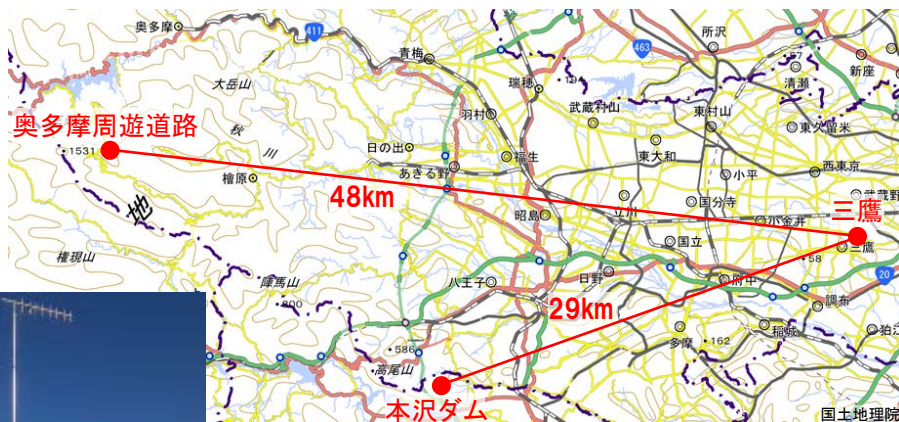 奥多摩
411
所沢
青梅
463
57
新座
清瀬
大岳山
瑞穂
194
武蔵村山
東村山
羽村
奥多摩周遊道路
秋
東久留米
1531
川
日の出
福生
東大和
小平
西東京
あきる野
檜原
48km
武蔵野
地
国分寺
昭島
立川
小金井
三鷹
国立
三鷹
権現山
58
陣馬山
八王子
日野
府中
20
800
29km
調布
稲城
狛江
586
多摩
162
高尾山
本沢ダム
国土地理院